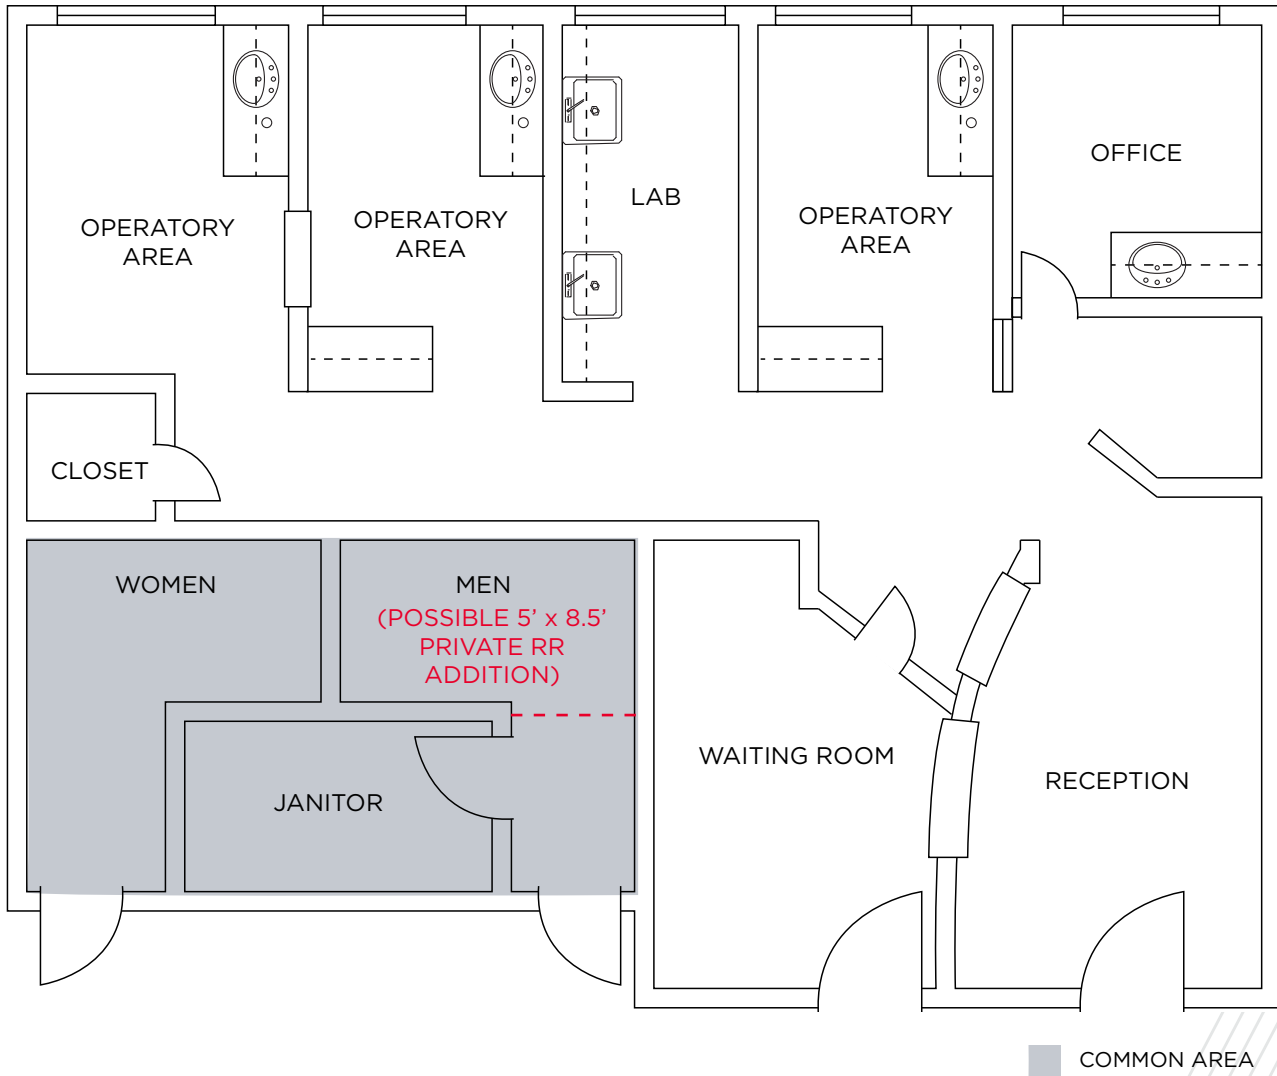 OFFICE
LAB
OPERATORY
AREA
OPERATORY
AREA
OPERATORY
AREA
CLOSET
WOMEN
MEN
(POSSIBLE 5’ x 8.5’
PRIVATE RR
ADDITION)
WAITING ROOM
RECEPTION
JANITOR
COMMON AREA